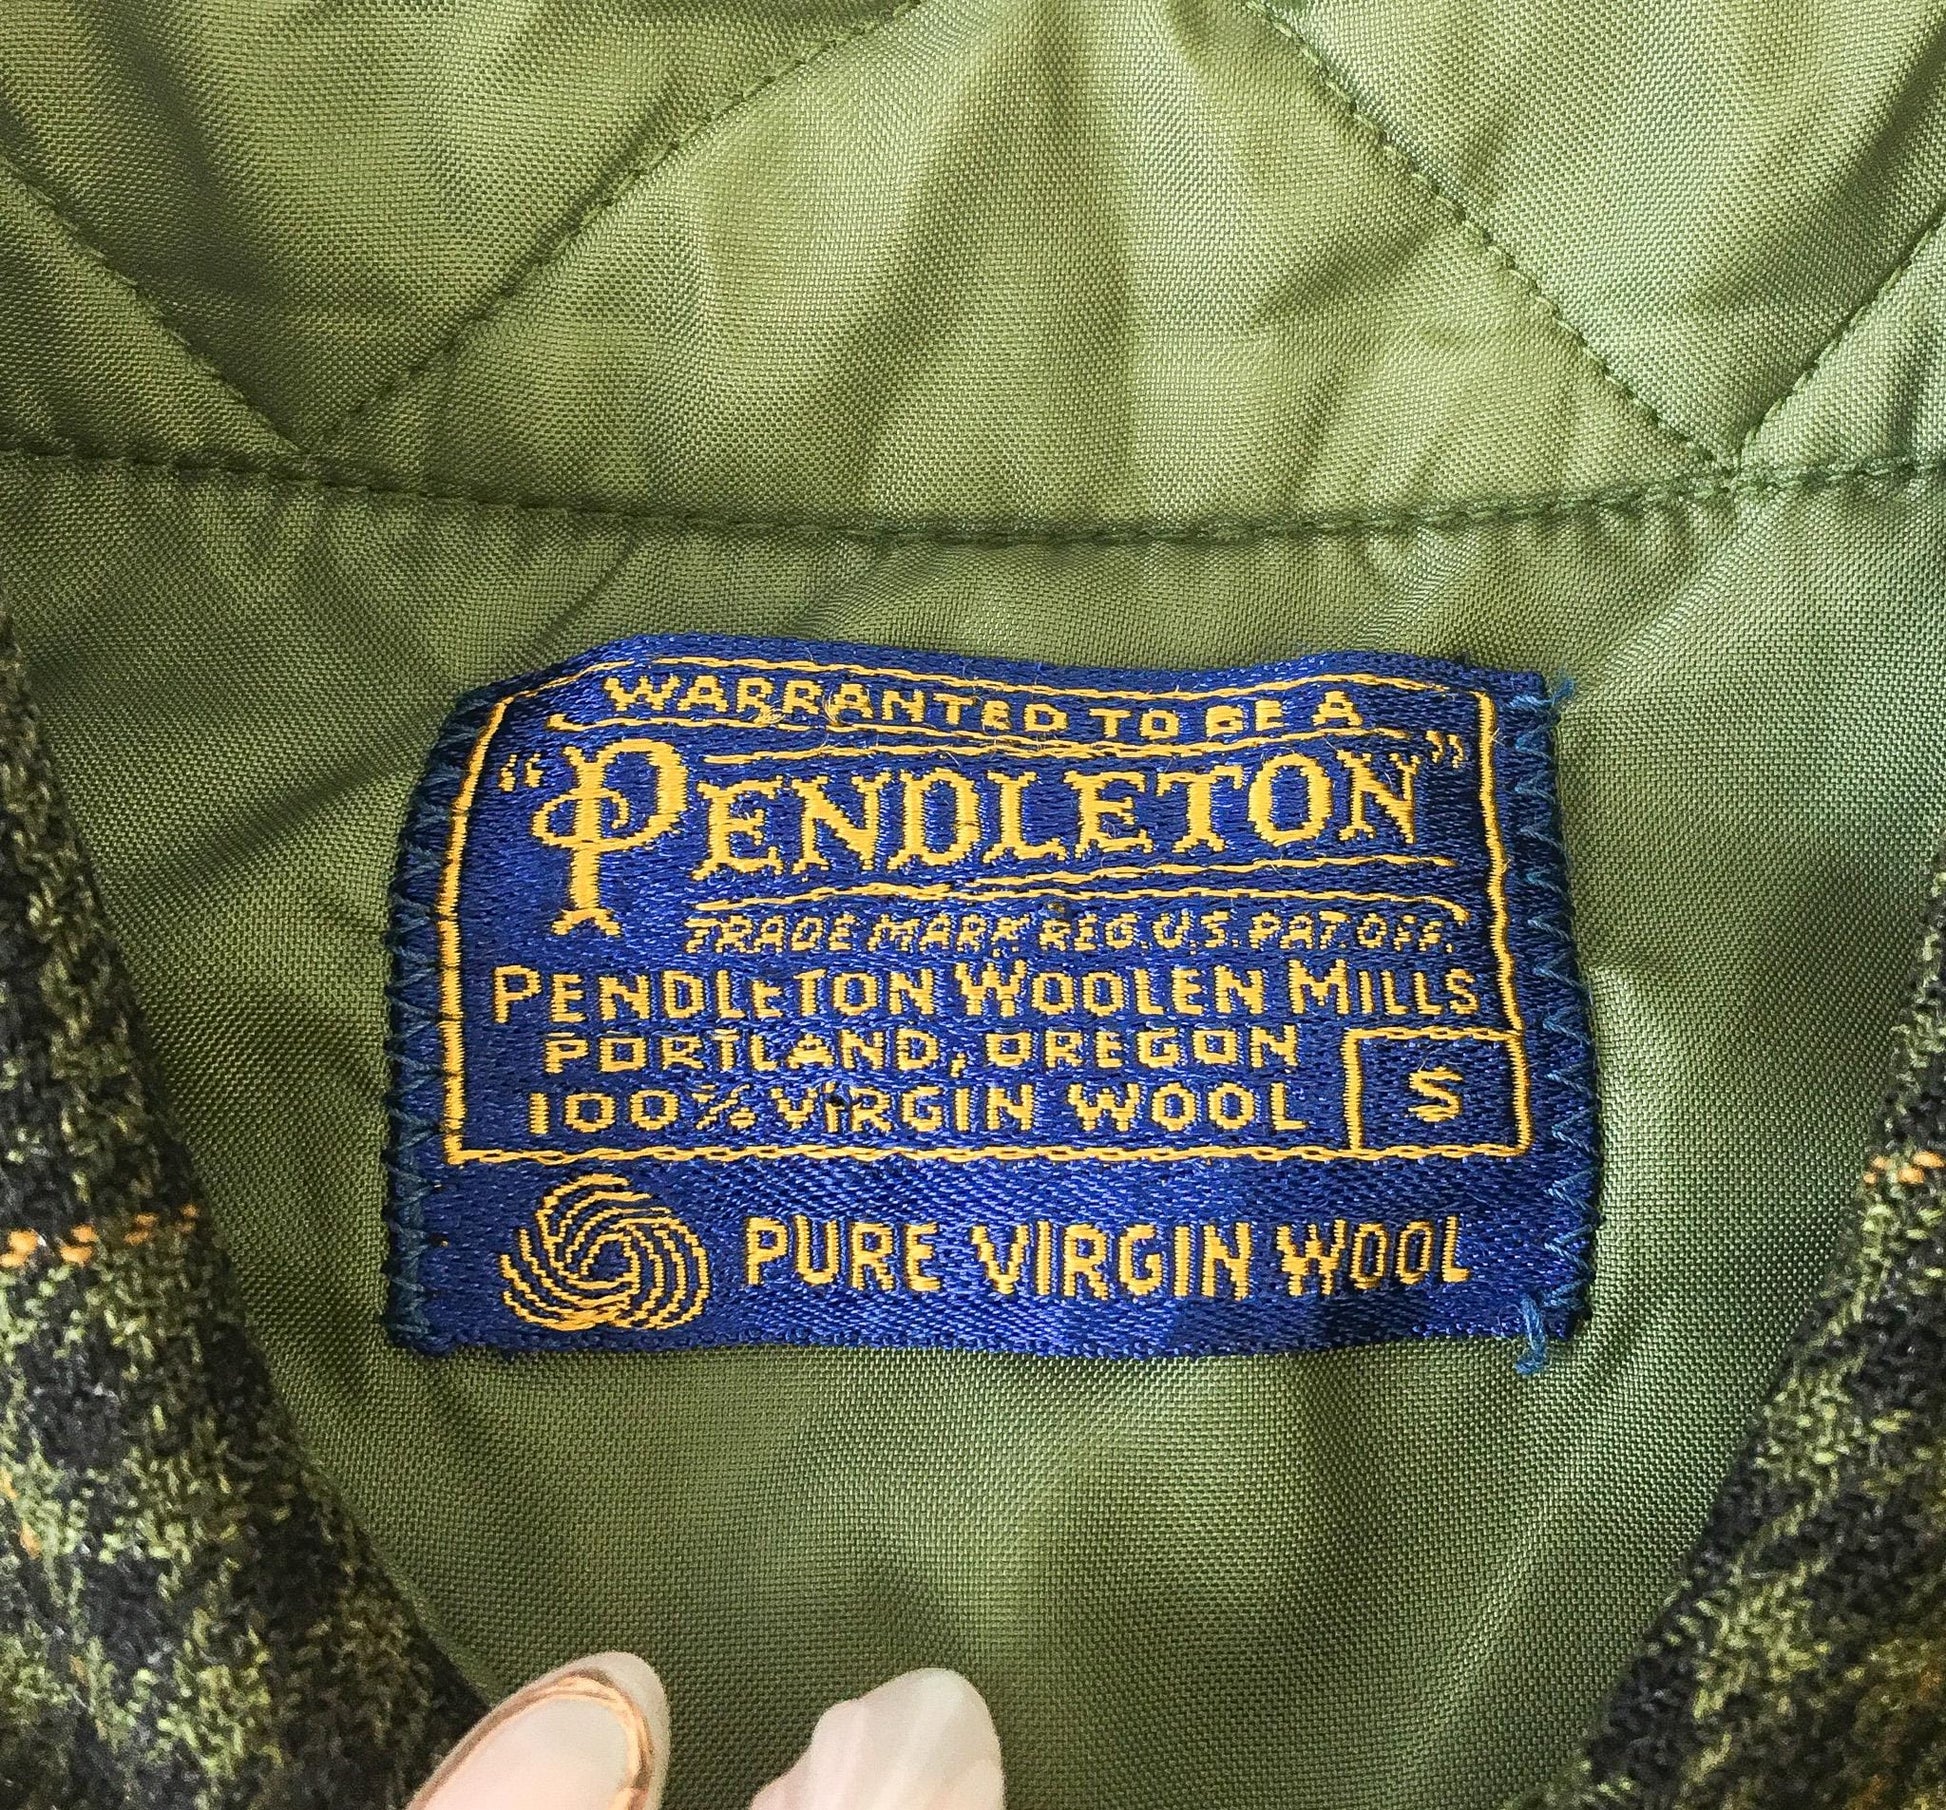 WARRANTED TO BE A
"PENDLETON"
TRADE MARK REG. U.S. PAT. OFF.
PENDLETON WOOLEN MILLS
PORTLAND, OREGON
100% VIRGIN WOOL S
PURE VIRGIN WOOL